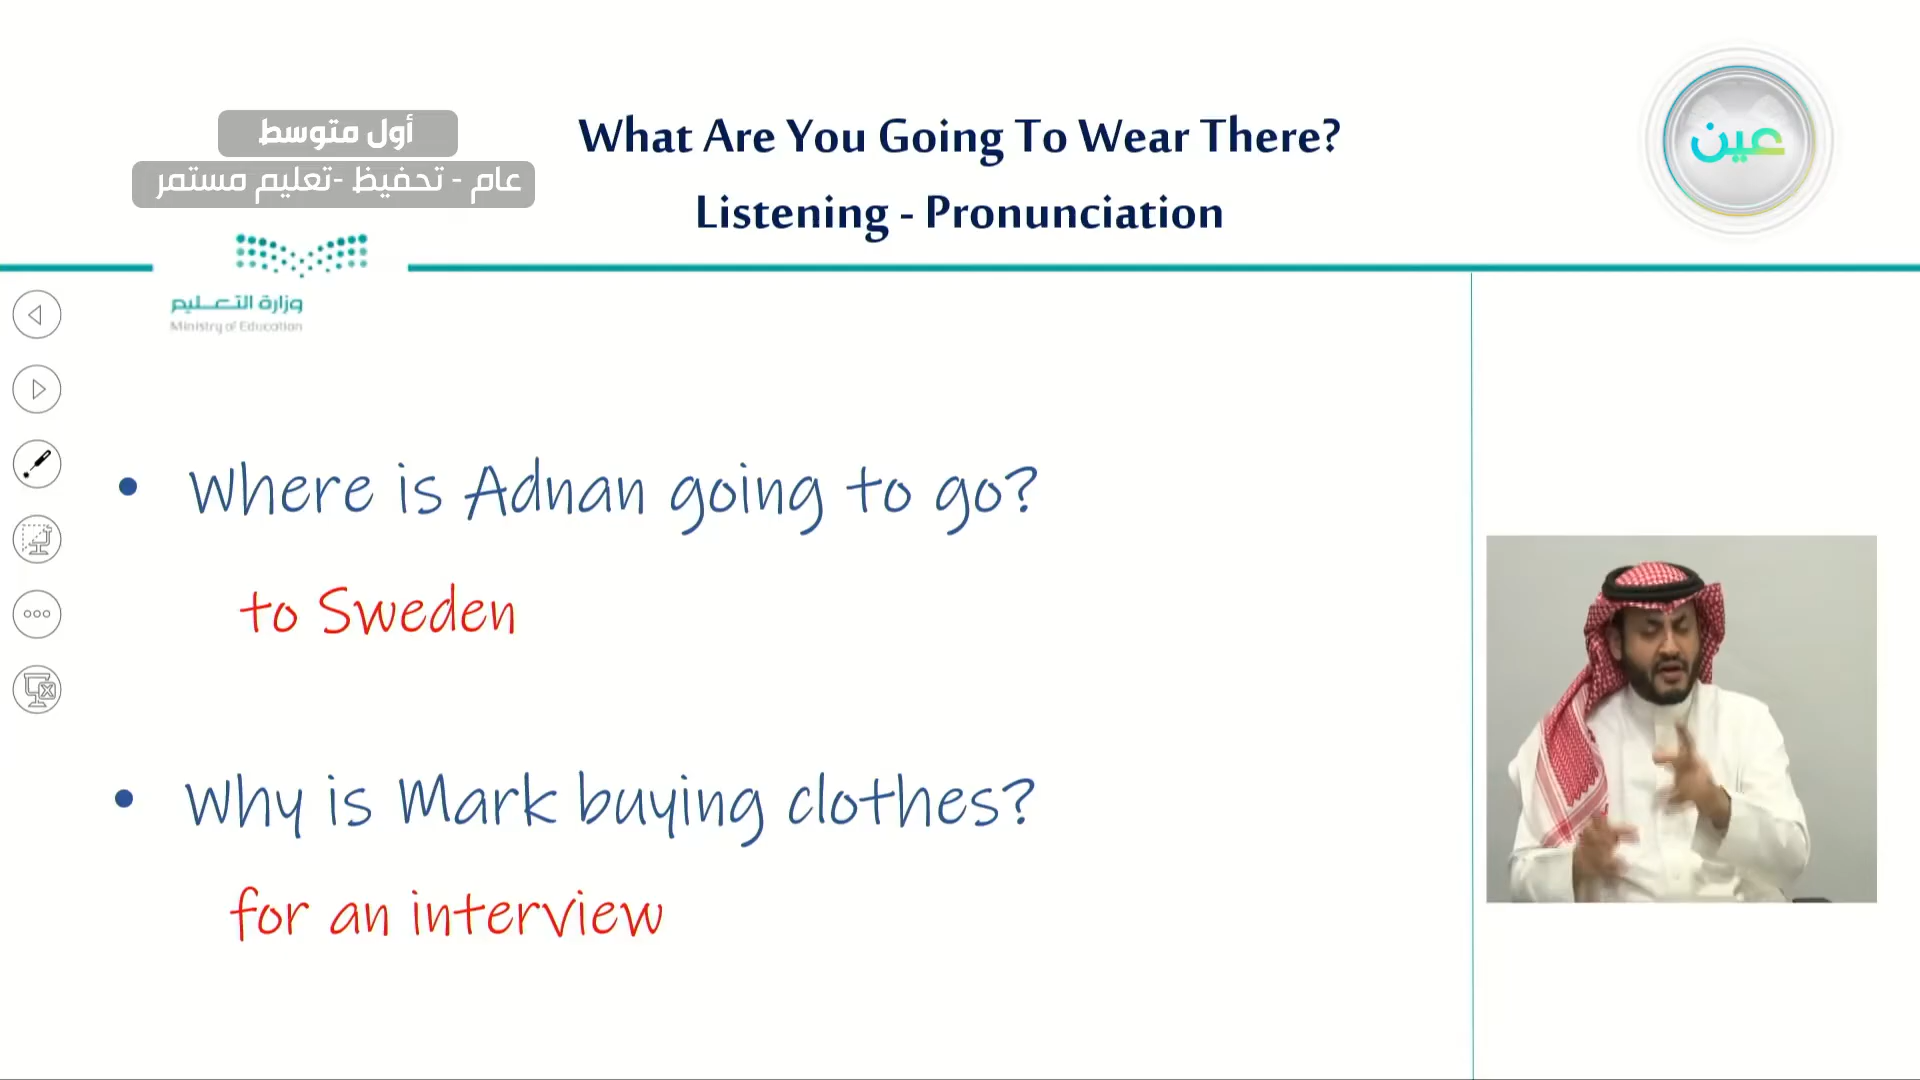 أول متوسط
عام - تحفيظ -تعليم مستمر
What Are You Going To Wear There?
Listening - Pronunciation
عين
وزارة التعليم
Ministry of Education
• Where is Adnan going to go?
to Sweden
• Why is Mark buying clothes?
for an interview